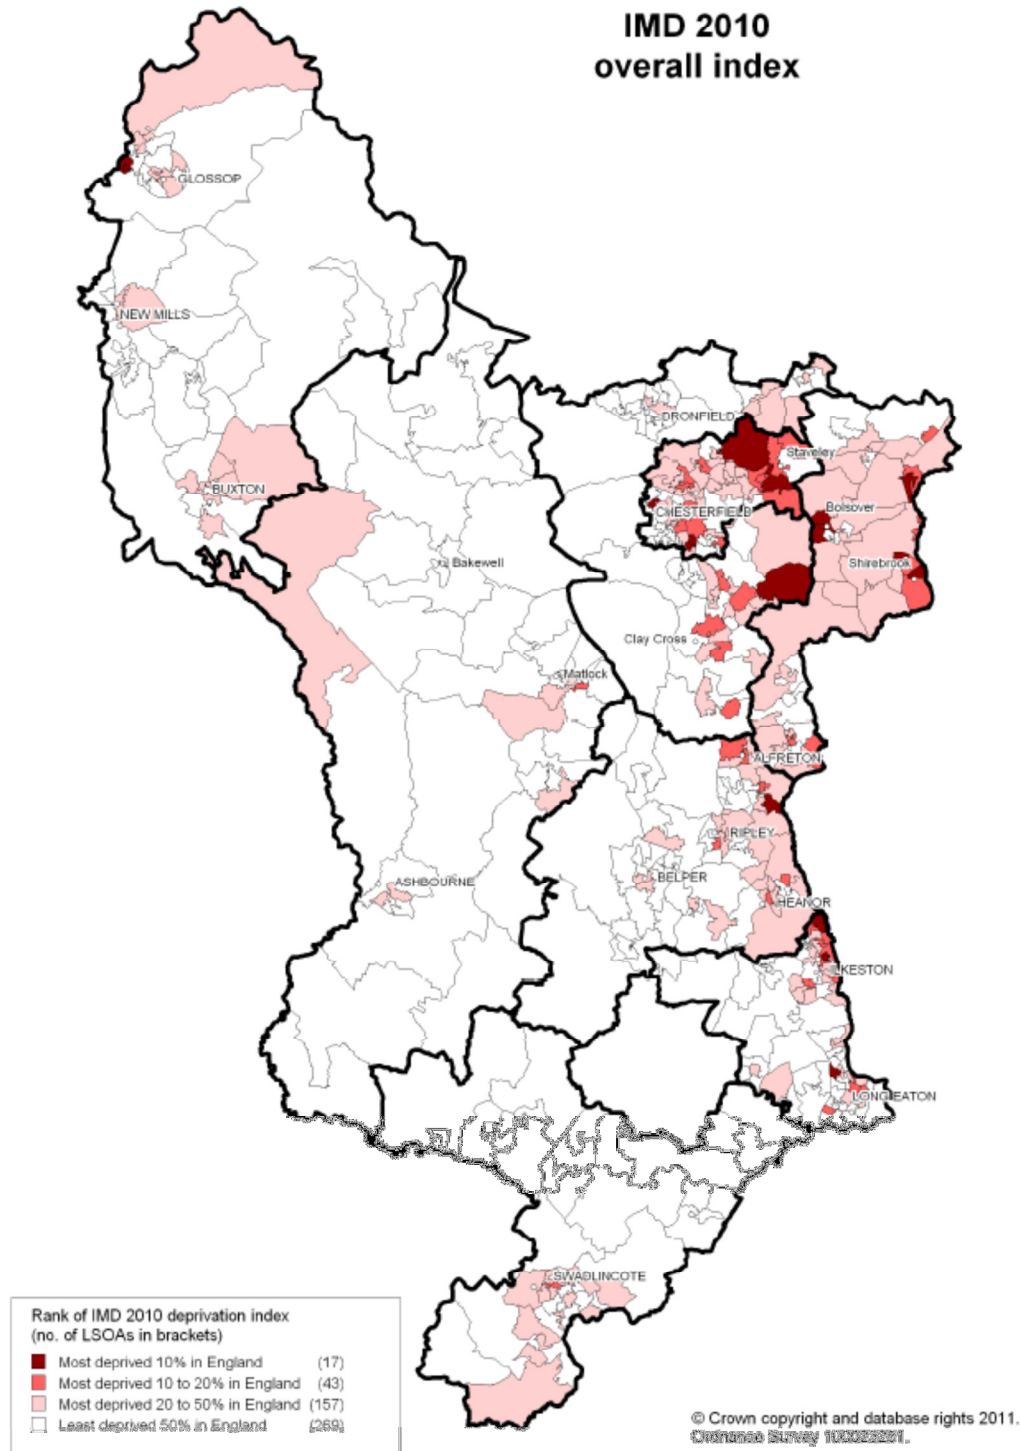 IMD 2010
overall index
GLOSSOP
NEW MILLS
DRONFIELD
Staveley
BUXTON
CHESTERFIELD
Bolsover
Bakewell
Shirebrook
Clay Cross
Matlock
ALFRETON
RIPLEY
BELPER
ASHBOURNE
HEANOR
ILKESTON
LONG EATON
SWADLINCOTE
Rank of IMD 2010 deprivation index
(no. of LSOAs in brackets)
Most deprived 10% in England (17)
Most deprived 10 to 20% in England (43)
Most deprived 20 to 50% in England (157)
Least deprived 50% in England (269)
© Crown copyright and database rights 2011.
Ordnance Survey